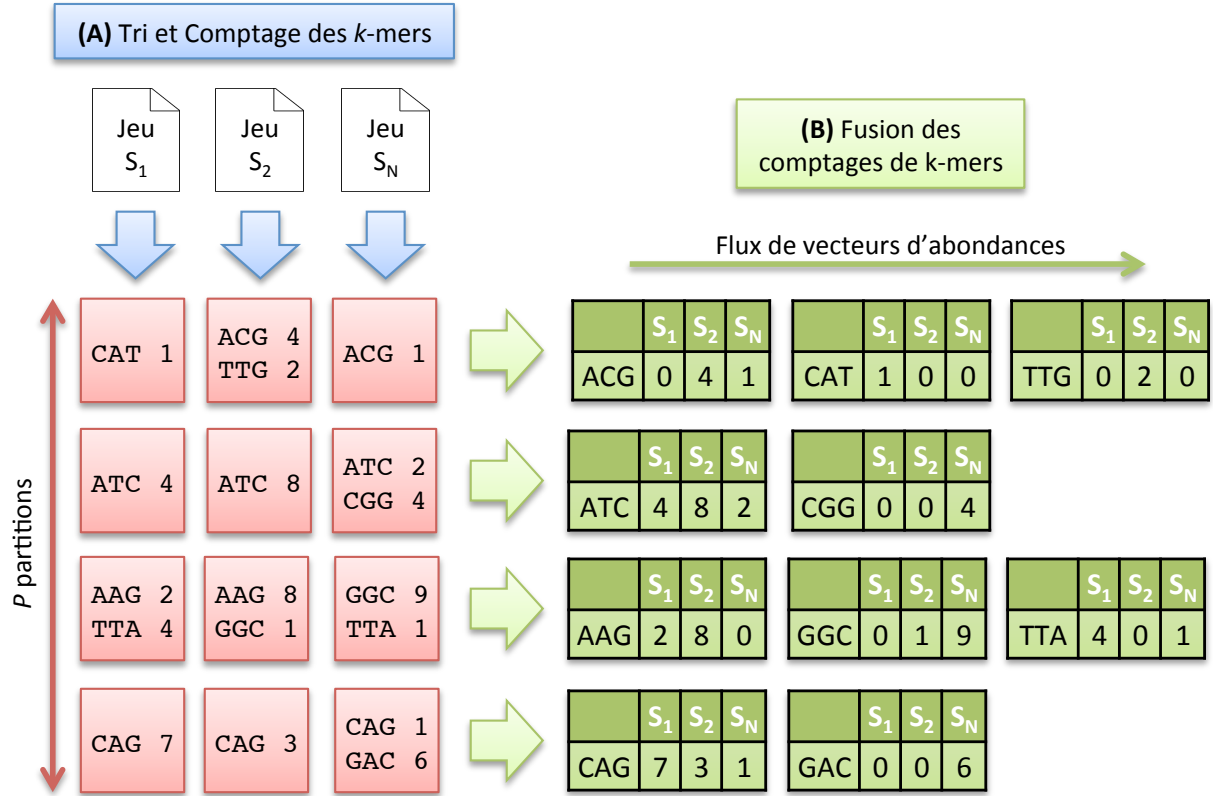 (A) Tri et Comptage des k-mers
Jeu
S1
Jeu
S2
Jeu
SN
(B) Fusion des
comptages de k-mers
Flux de vecteurs d'abondances
P partitions
CAT 1
ACG 4
TTG 2
ACG 1
S1 S2 SN
ACG 0 4 1
S1 S2 SN
CAT 1 0 0
S1 S2 SN
TTG 0 2 0
ATC 4
ATC 8
ATC 2
CGG 4
S1 S2 SN
ATC 4 8 2
S1 S2 SN
CGG 0 0 4
AAG 2
TTA 4
AAG 8
GGC 1
GGC 9
TTA 1
S1 S2 SN
AAG 2 8 0
S1 S2 SN
GGC 0 1 9
S1 S2 SN
TTA 4 0 1
CAG 7
CAG 3
CAG 1
GAC 6
S1 S2 SN
CAG 7 3 1
S1 S2 SN
GAC 0 0 6